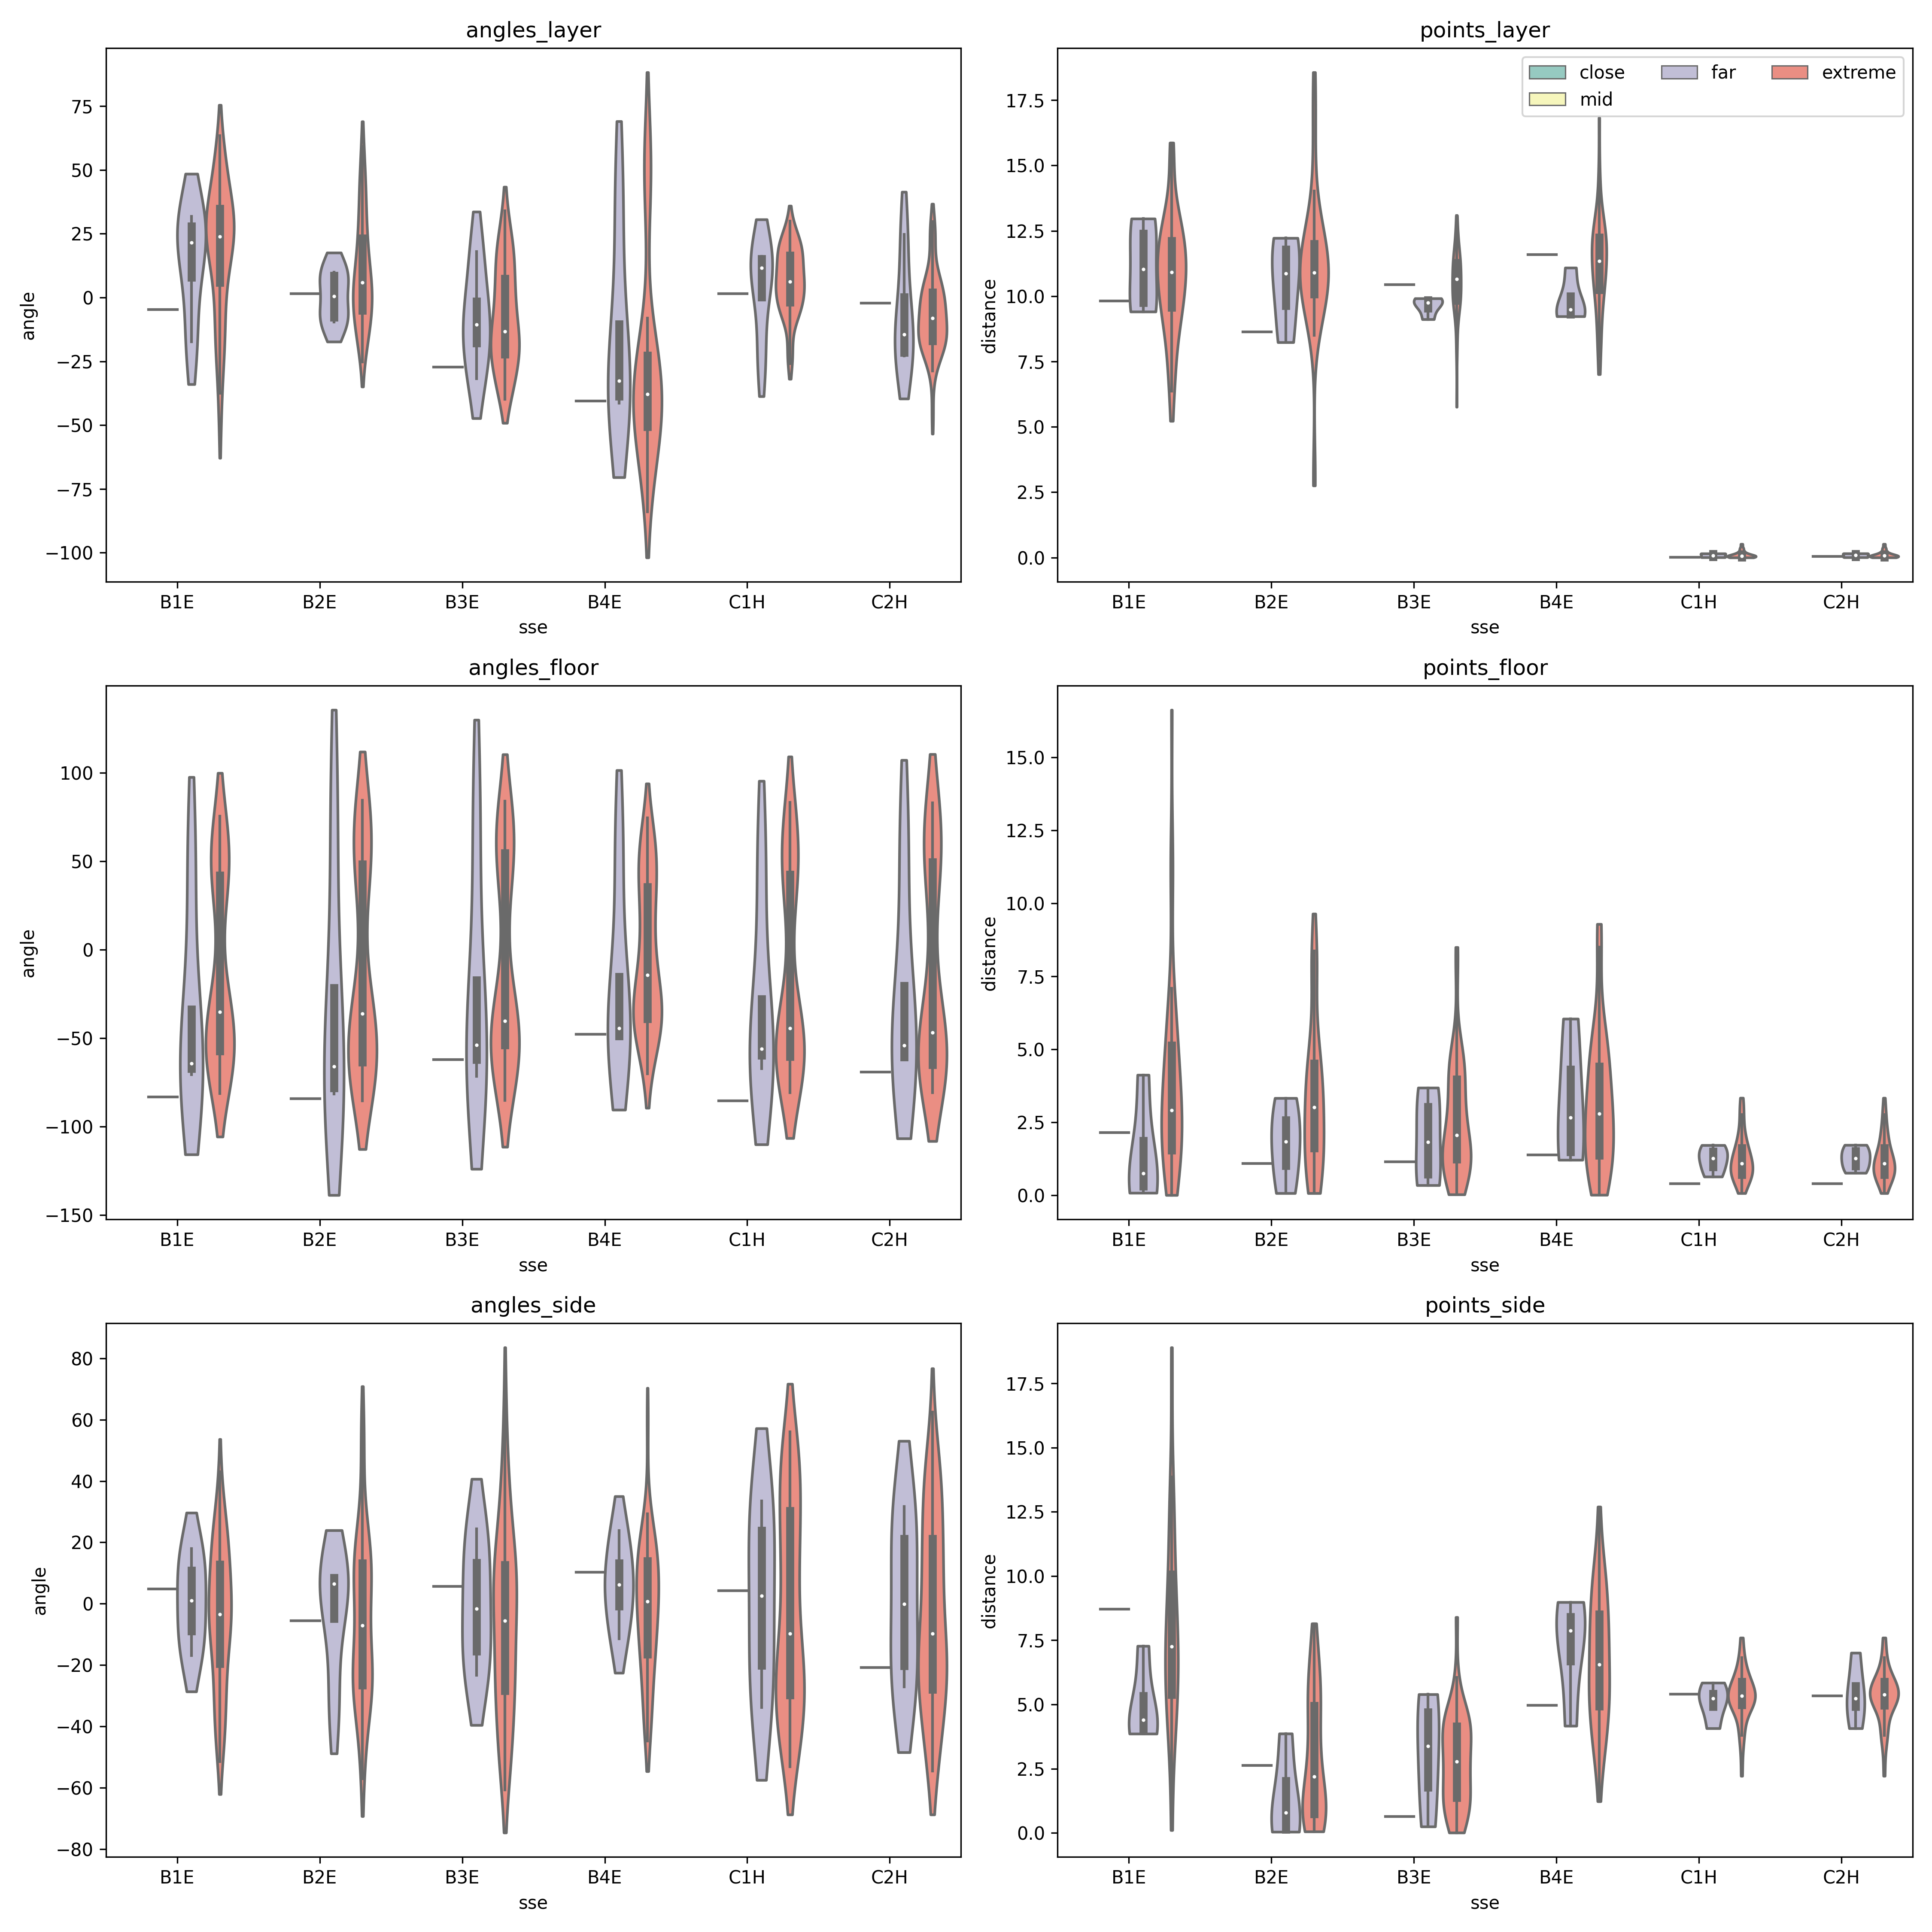 angles_layer
points_layer
angle
75
50
25
0
−25
−50
−75
−100
B1E B2E B3E B4E C1H C2H
sse
distance
17.5
15.0
12.5
10.0
7.5
5.0
2.5
0.0
close far extreme
mid
B1E B2E B3E B4E C1H C2H
sse
angles_floor
points_floor
angle
100
50
0
−50
−100
−150
B1E B2E B3E B4E C1H C2H
sse
distance
15.0
12.5
10.0
7.5
5.0
2.5
0.0
B1E B2E B3E B4E C1H C2H
sse
angles_side
points_side
angle
80
60
40
20
0
−20
−40
−60
−80
B1E B2E B3E B4E C1H C2H
sse
distance
17.5
15.0
12.5
10.0
7.5
5.0
2.5
0.0
B1E B2E B3E B4E C1H C2H
sse